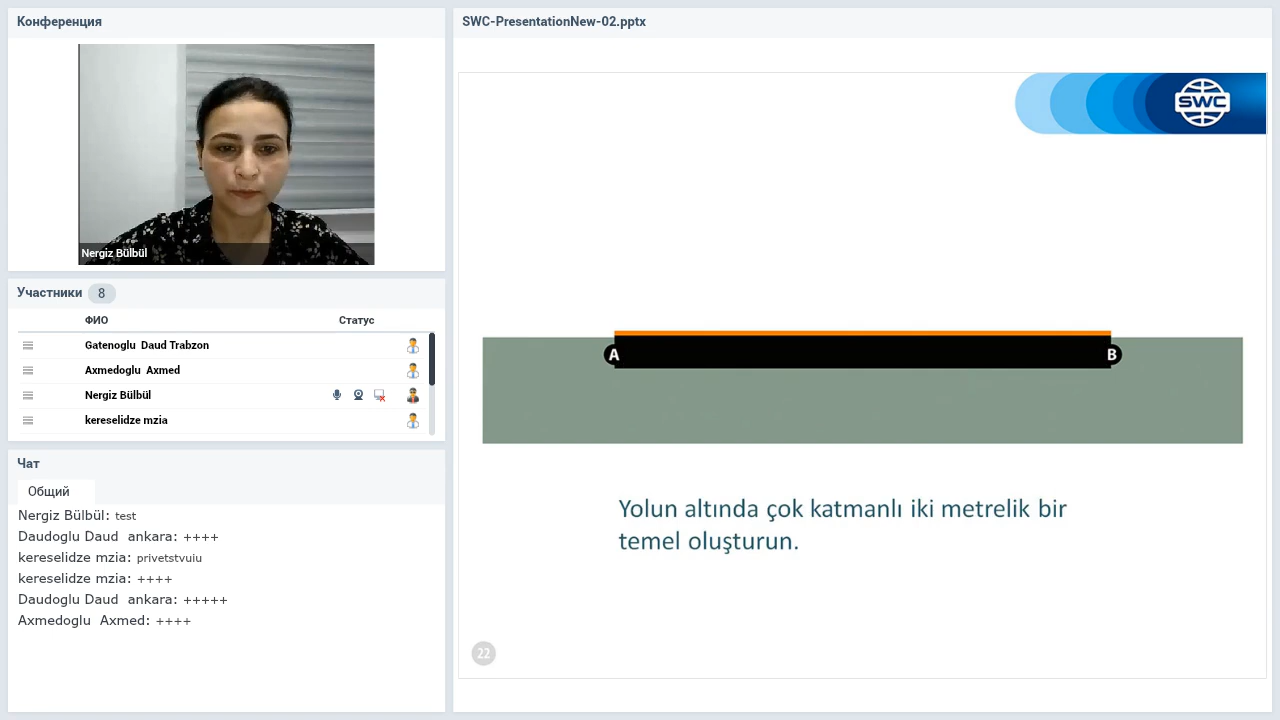 Конференция
Nergiz Bülbül
Участники 8
ФИО Статус
Gatenoglu Daud Trabzon
Axmedoglu Axmed
Nergiz Bülbül
kereselidze mzia
Чат
Общий
Nergiz Bülbül: test
Daudoglu Daud ankara: ++++
kereselidze mzia: privetstvuiu
kereselidze mzia: ++++
Daudoglu Daud ankara: +++++
Axmedoglu Axmed: ++++
SWC-PresentationNew-02.pptx
SWC
A B
Yolun altında çok katmanlı iki metrelik bir
temel oluşturun.
22